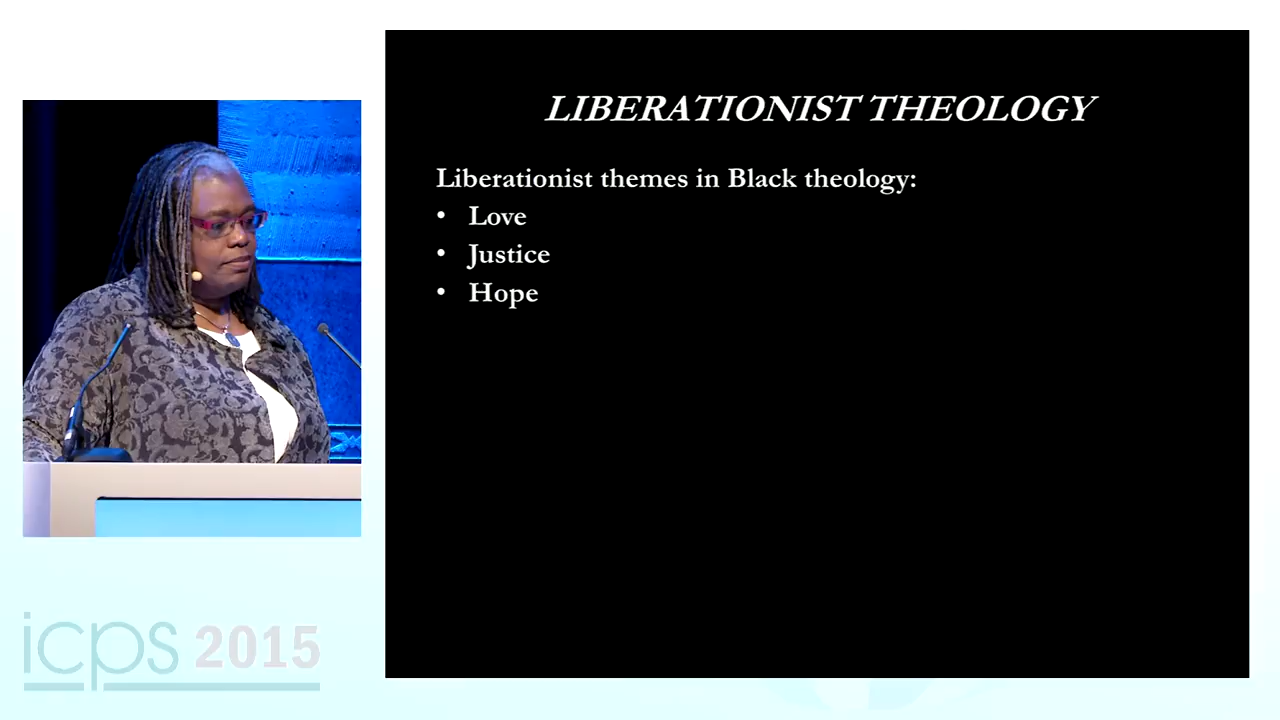 LIBERATIONIST THEOLOGY
Liberationist themes in Black theology:
• Love
• Justice
• Hope
icps 2015